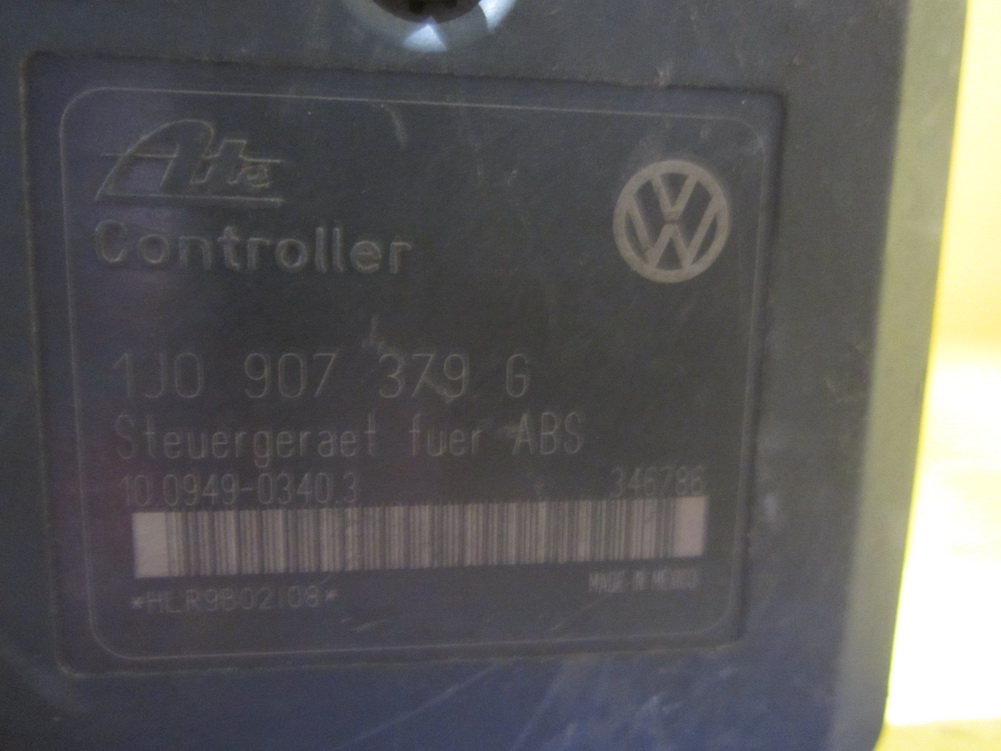 Ate
Controller
1J0 907 379 G
Steuergeraet fuer ABS
10.0949-0340.3 346786
*HLR9B02108*
MADE IN MEXICO